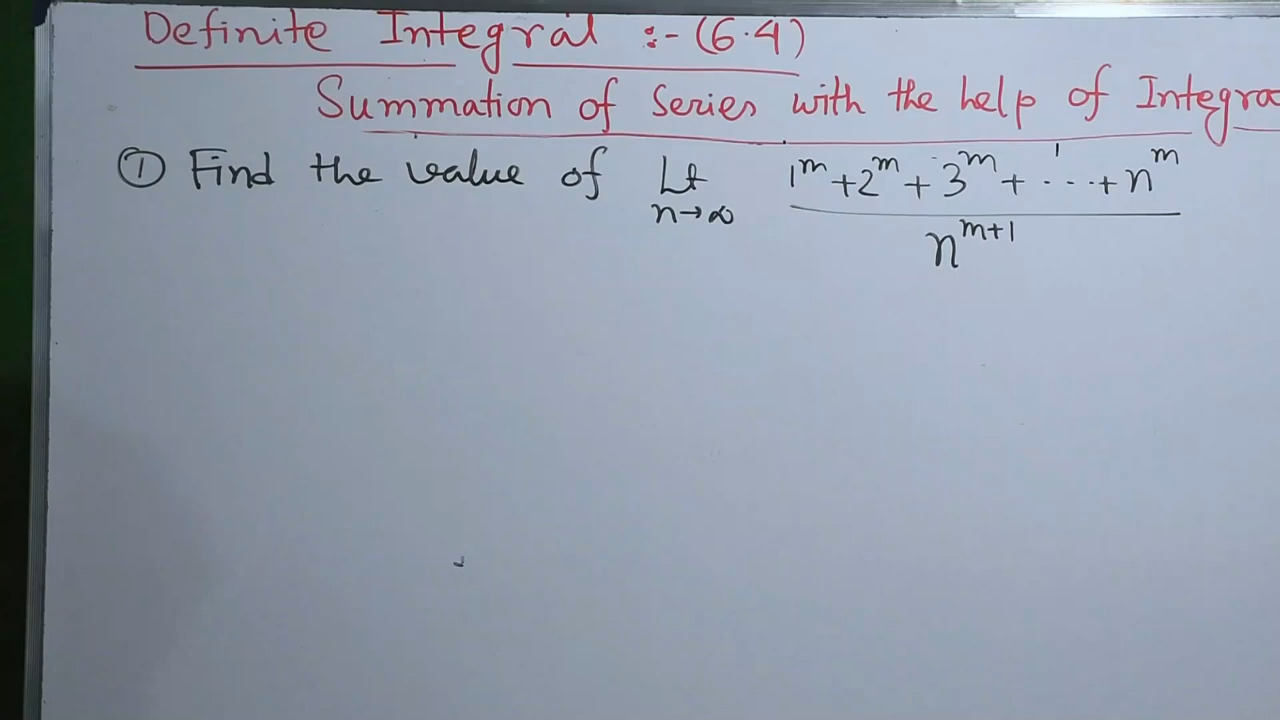 Definite Integral :- (6.4)
Summation of Series with the help of Integra
① Find the value of Lt n→∞ 1^m + 2^m + 3^m + ... + n^m / n^{m+1}